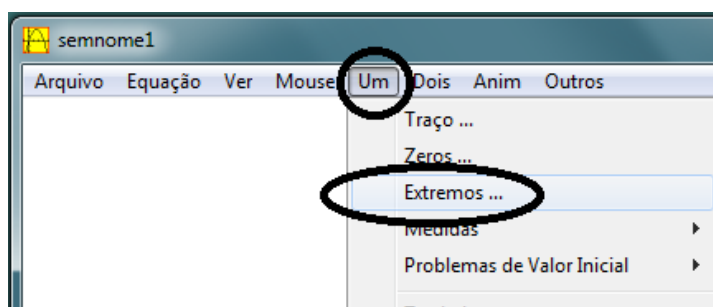 semnome1
Arquivo Equação Ver Mouse Um Dois Anim Outros
Traço ...
Zeros ...
Extremos ...
Medidas
Problemas de Valor Inicial